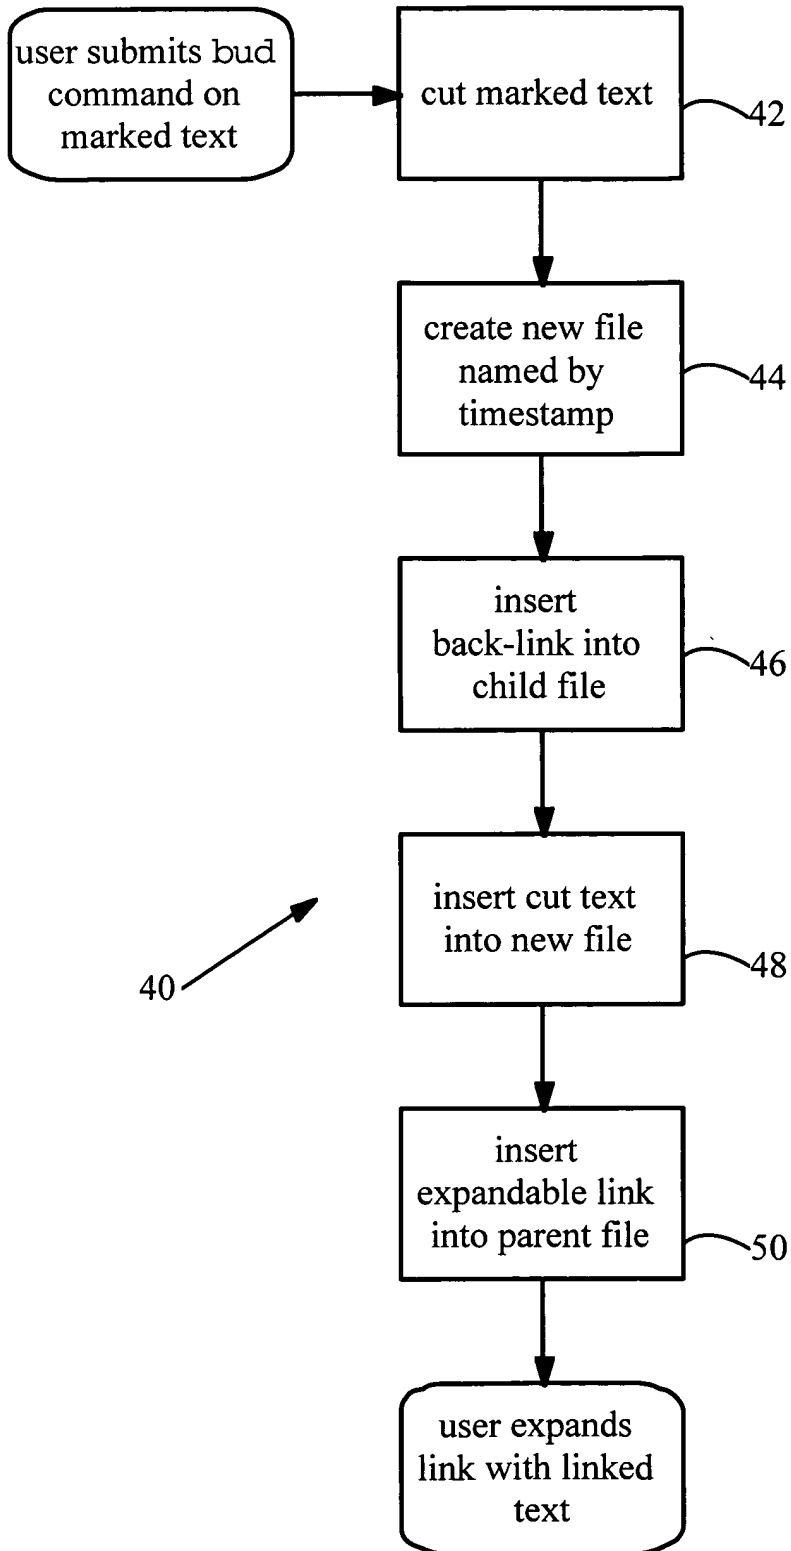 user submits bud
command on
marked text
cut marked text
42
create new file
named by
timestamp
44
insert
back-link into
child file
46
insert cut text
into new file
48
40
insert
expandable link
into parent file
50
user expands
link with linked
text